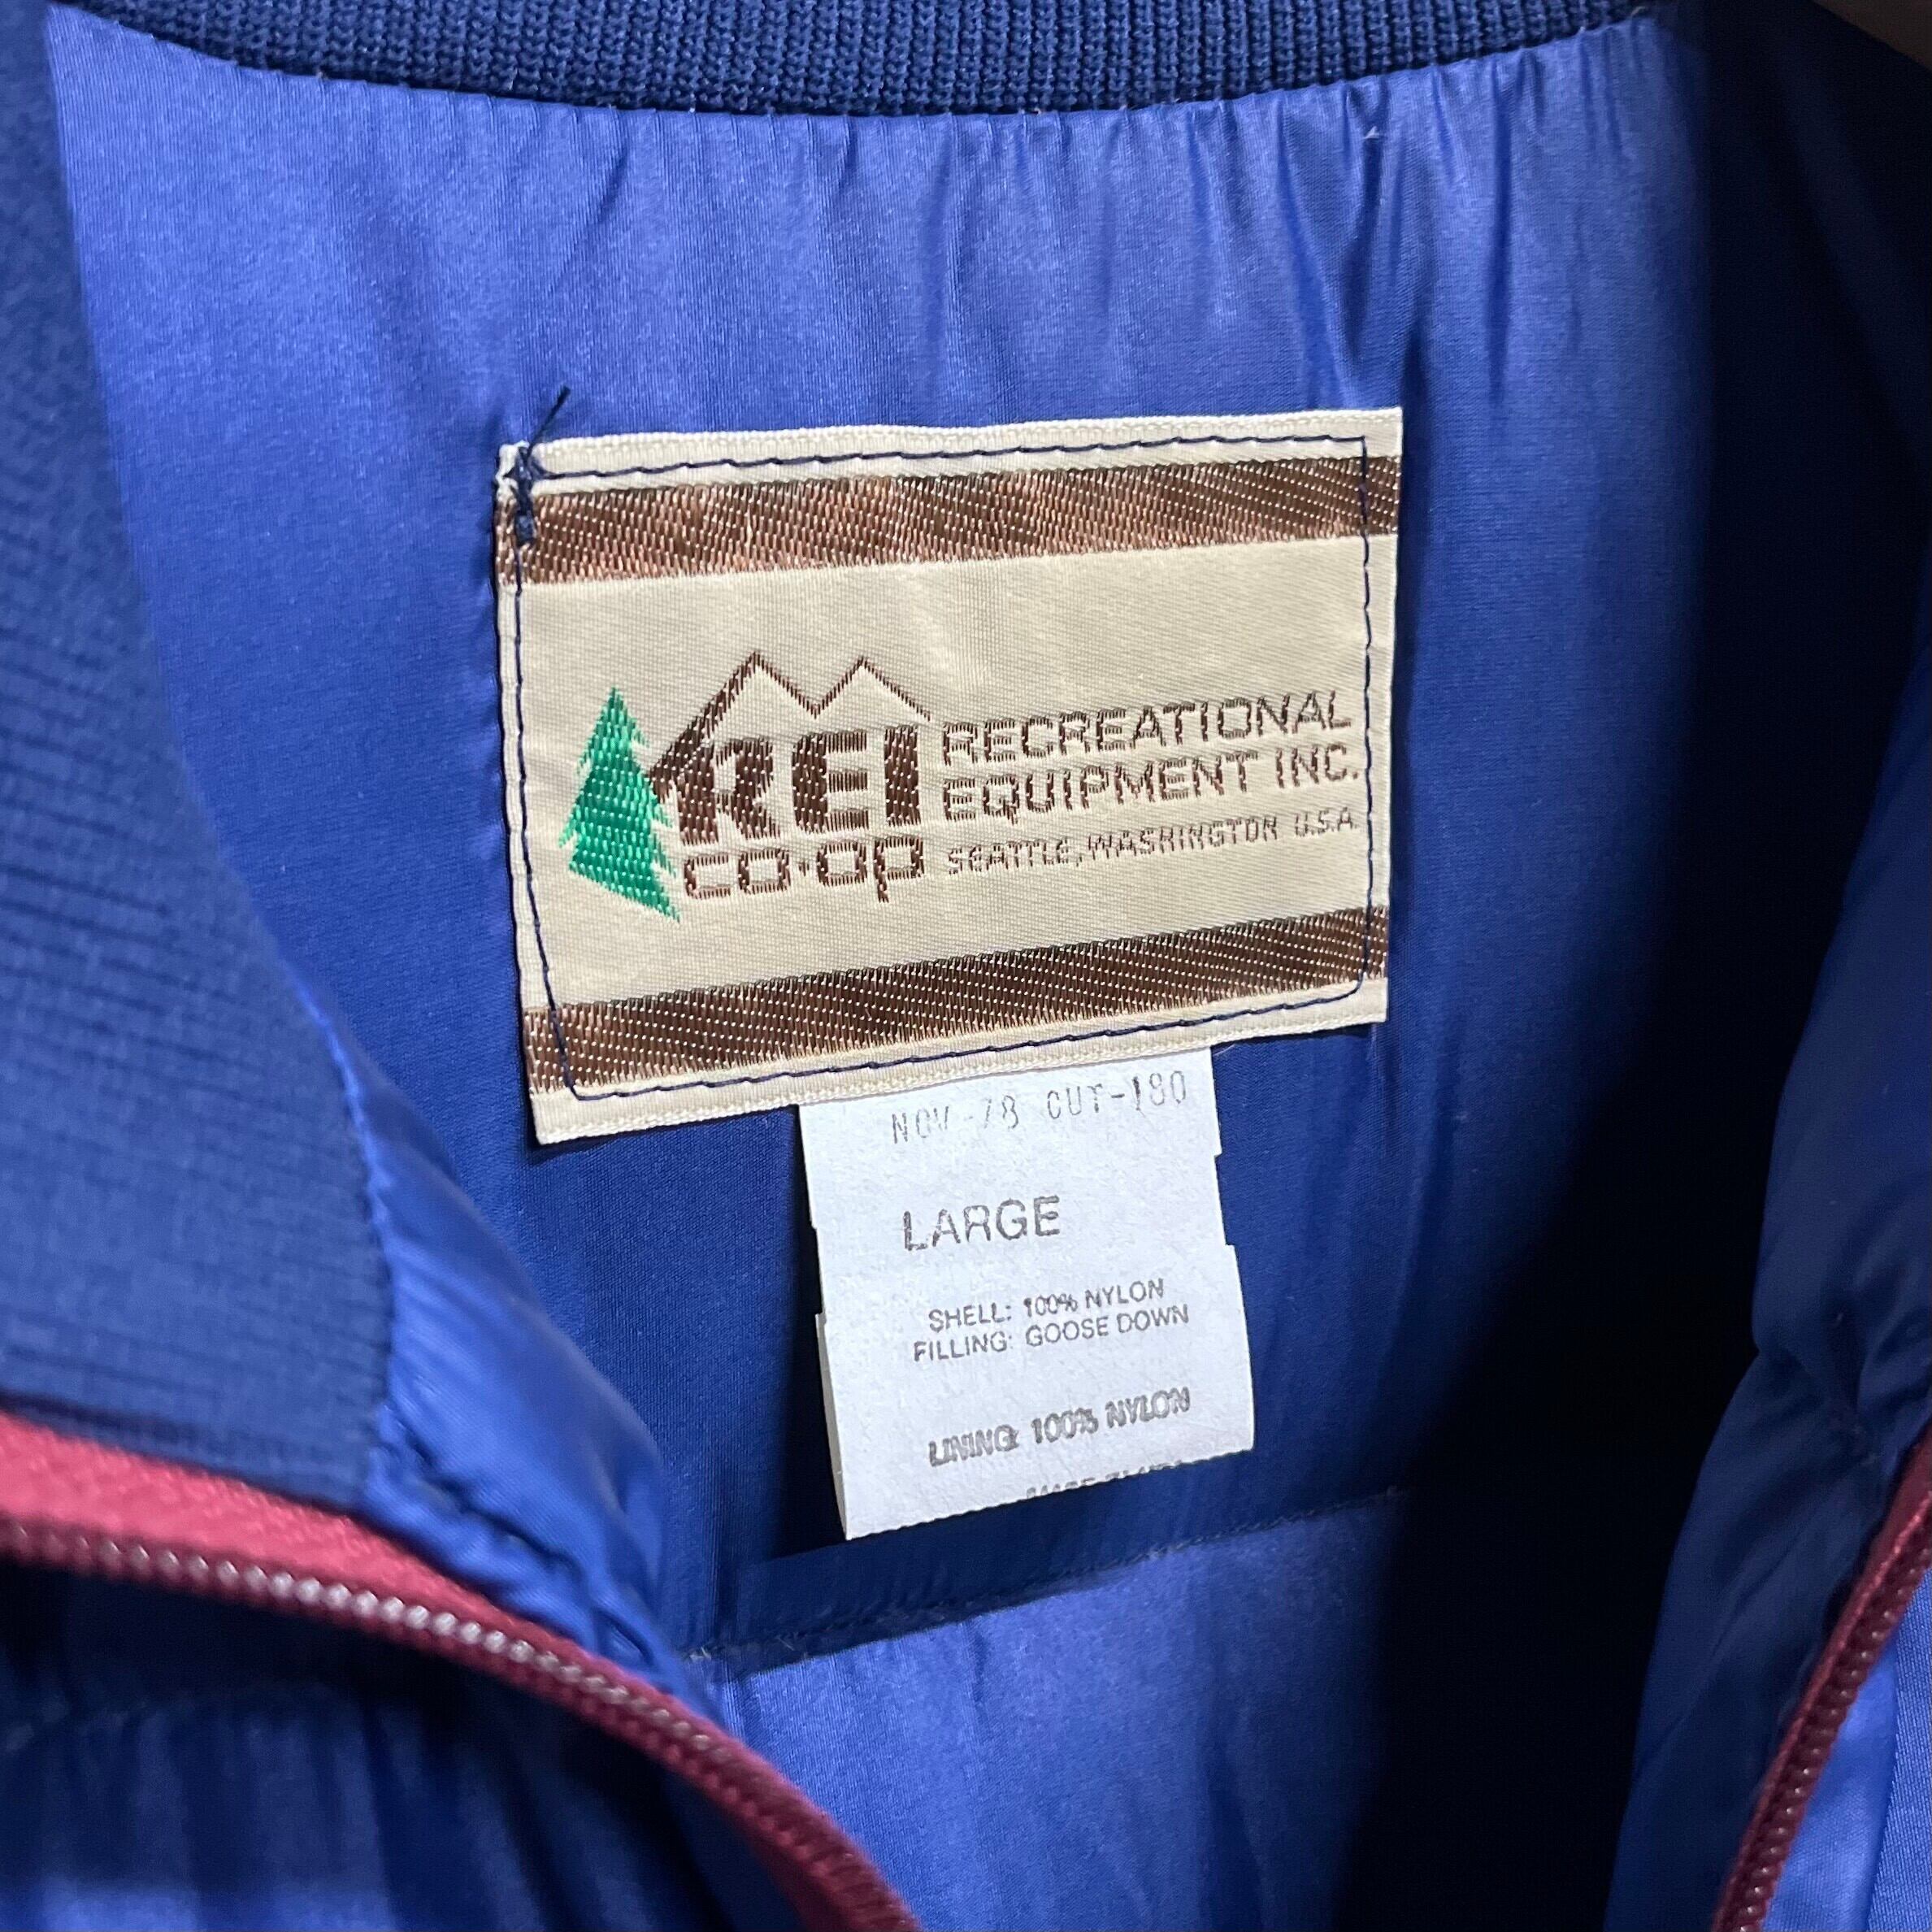 REI
co·op
RECREATIONAL
EQUIPMENT INC.
SEATTLE, WASHINGTON U.S.A.
NOV-78 CUT-180
LARGE
SHELL: 100% NYLON
FILLING: GOOSE DOWN
LINING: 100% NYLON